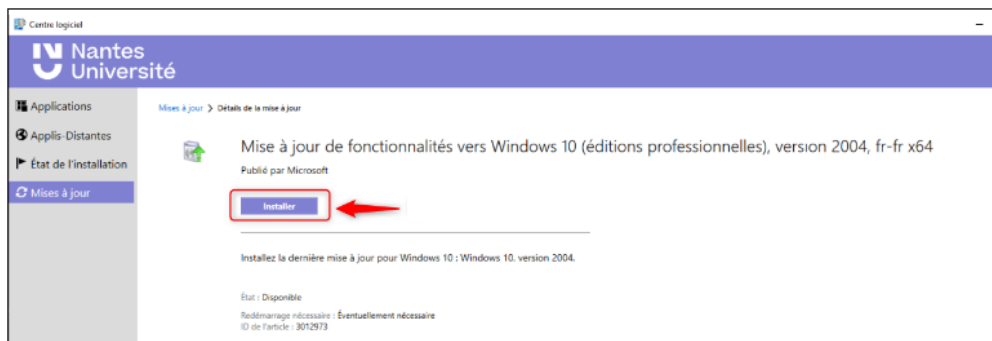 Centre logiciel
Nantes
Université
Applications
Applis-Distantes
État de l'installation
Mises à jour
Mises à jour > Détails de la mise à jour
Mise à jour de fonctionnalités vers Windows 10 (éditions professionnelles), version 2004, fr-fr x64
Publié par Microsoft
Installer
Installez la dernière mise à jour pour Windows 10 : Windows 10. version 2004.
État : Disponible
Redémarrage nécessaire : Éventuellement nécessaire
ID de l'article : 3012973